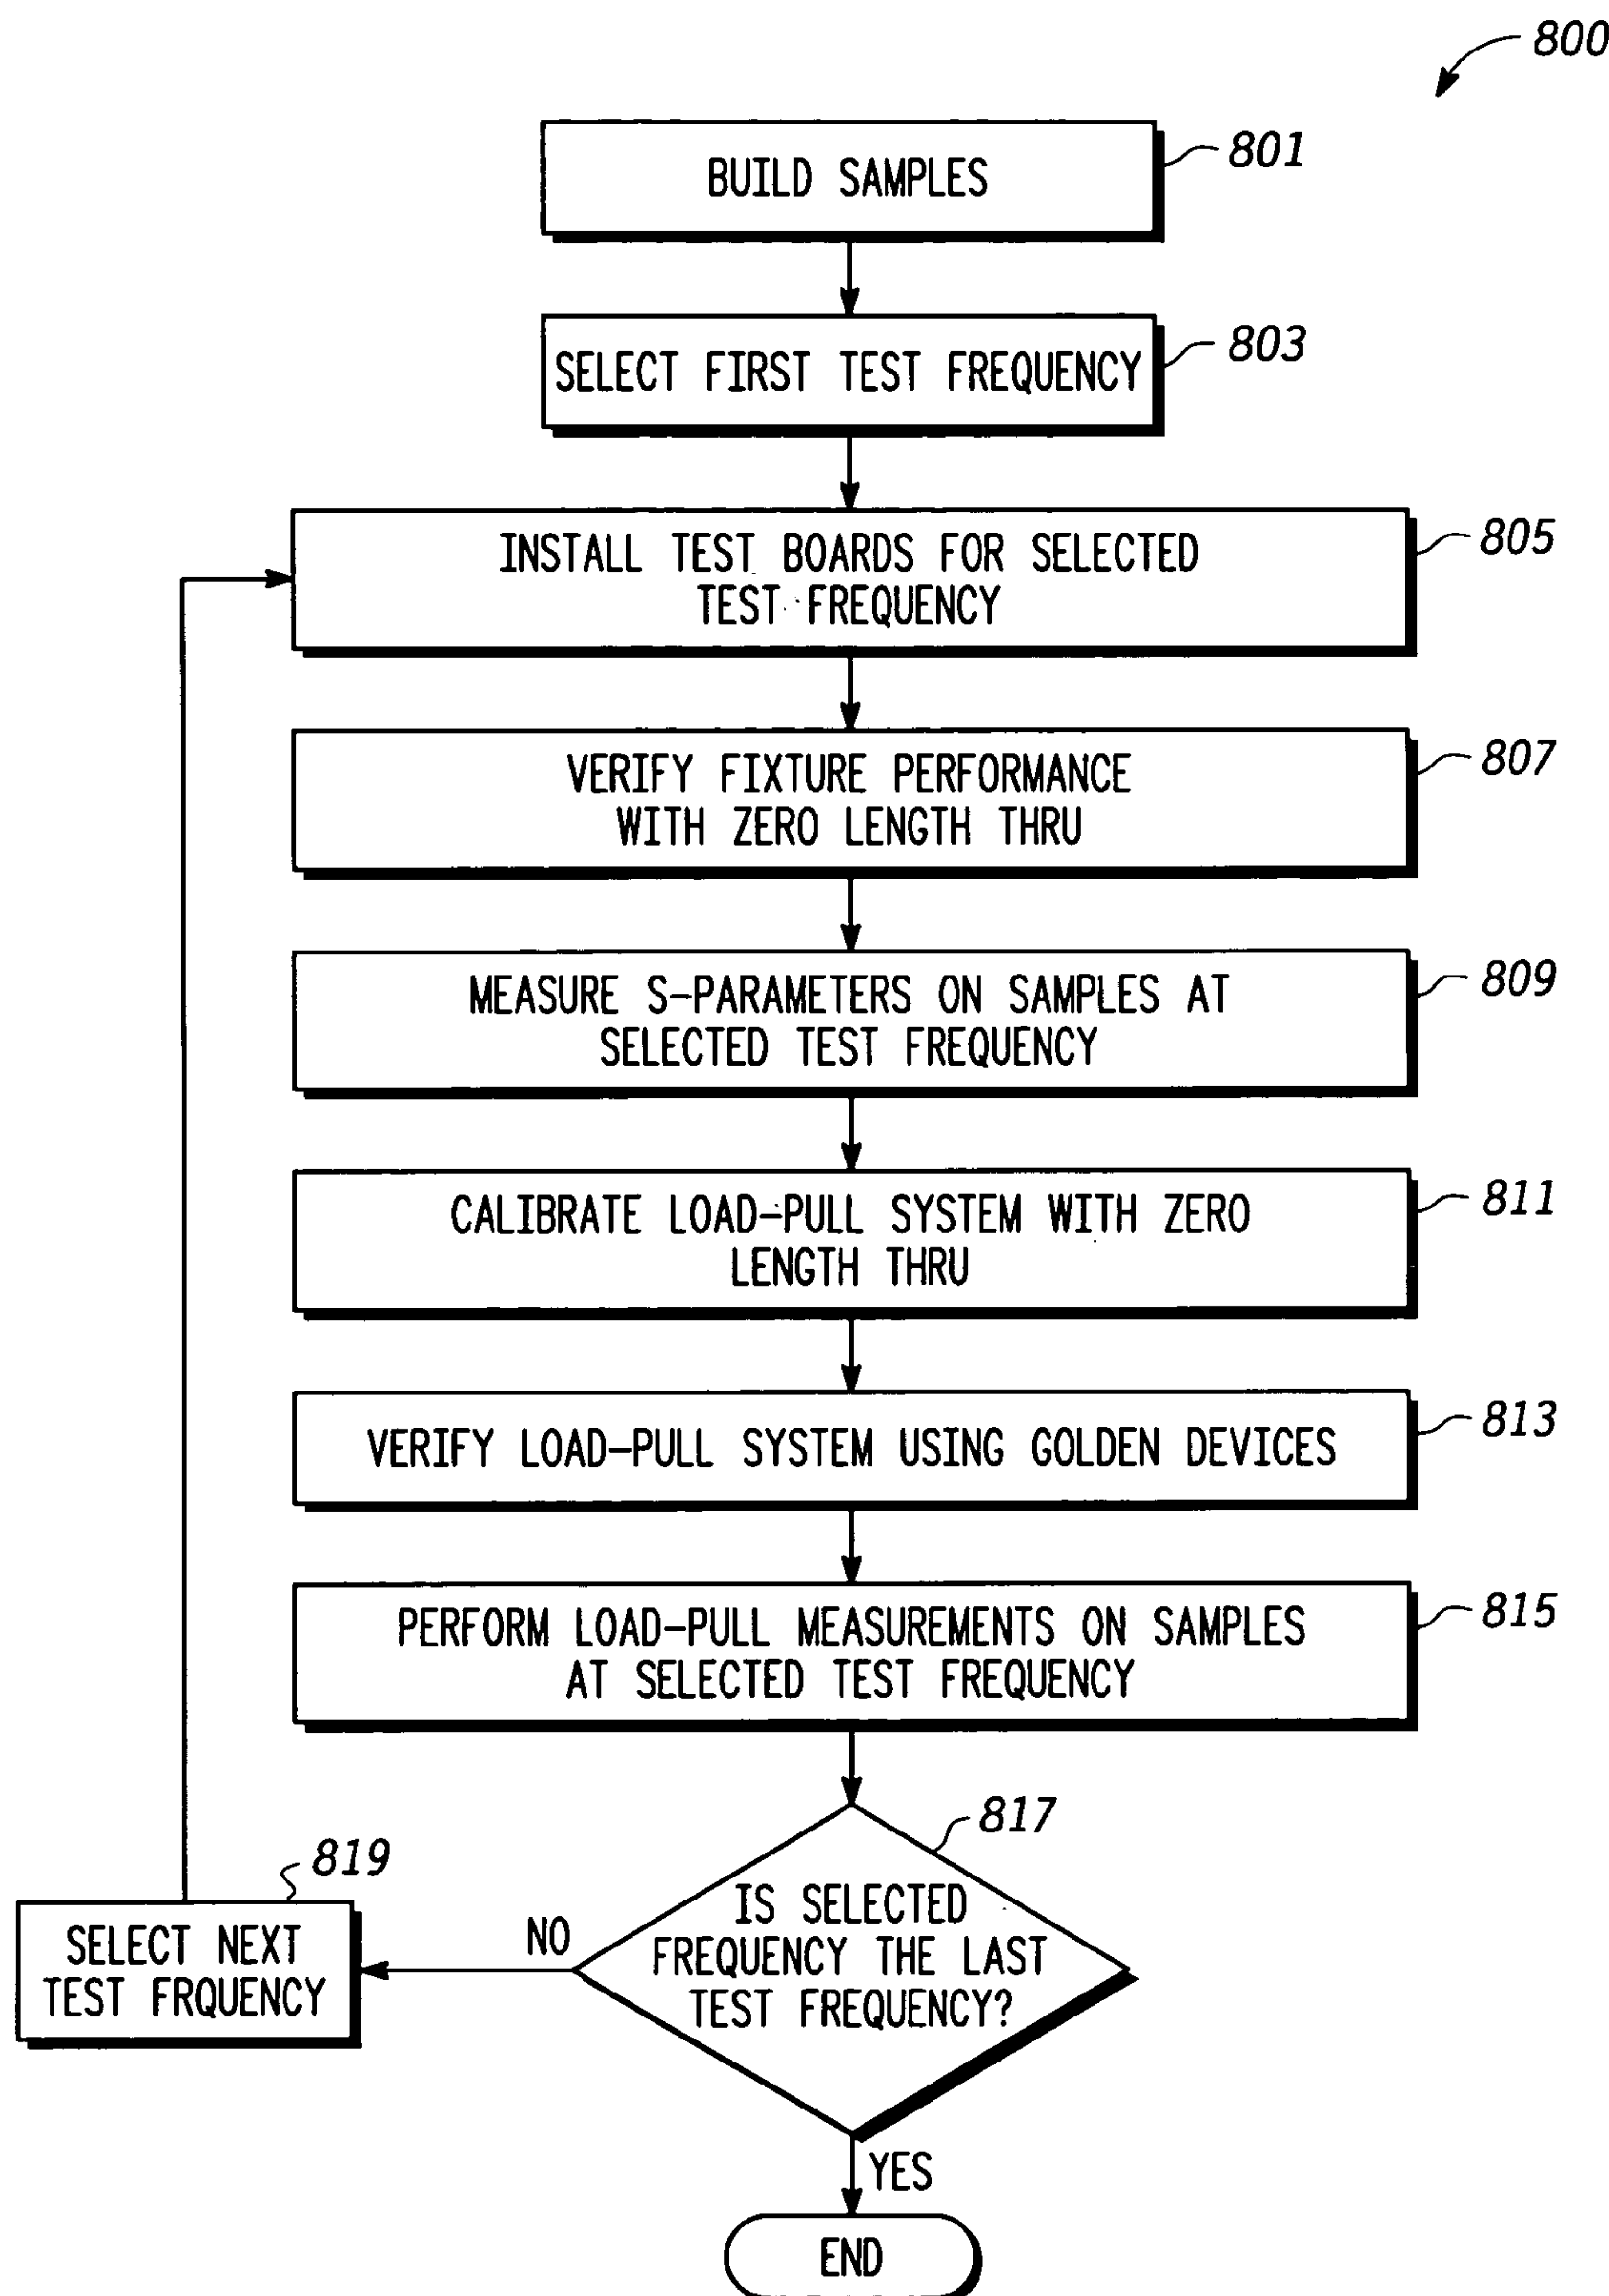 800
BUILD SAMPLES
801
SELECT FIRST TEST FREQUENCY
803
INSTALL TEST BOARDS FOR SELECTED
TEST FREQUENCY
805
VERIFY FIXTURE PERFORMANCE
WITH ZERO LENGTH THRU
807
MEASURE S-PARAMETERS ON SAMPLES AT
SELECTED TEST FREQUENCY
809
CALIBRATE LOAD-PULL SYSTEM WITH ZERO
LENGTH THRU
811
VERIFY LOAD-PULL SYSTEM USING GOLDEN DEVICES
813
PERFORM LOAD-PULL MEASUREMENTS ON SAMPLES
AT SELECTED TEST FREQUENCY
815
817
IS SELECTED
FREQUENCY THE LAST
TEST FREQUENCY?
NO
819
SELECT NEXT
TEST FRQUENCY
YES
END